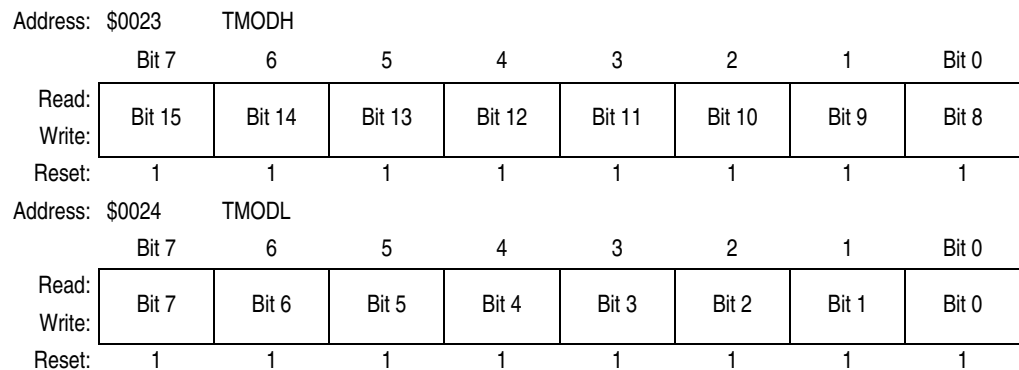 Address: $0023 TMODH
Bit 7 6 5 4 3 2 1 Bit 0
Read: Write: Bit 15 Bit 14 Bit 13 Bit 12 Bit 11 Bit 10 Bit 9 Bit 8
Reset: 1 1 1 1 1 1 1 1
Address: $0024 TMODL
Bit 7 6 5 4 3 2 1 Bit 0
Read: Write: Bit 7 Bit 6 Bit 5 Bit 4 Bit 3 Bit 2 Bit 1 Bit 0
Reset: 1 1 1 1 1 1 1 1